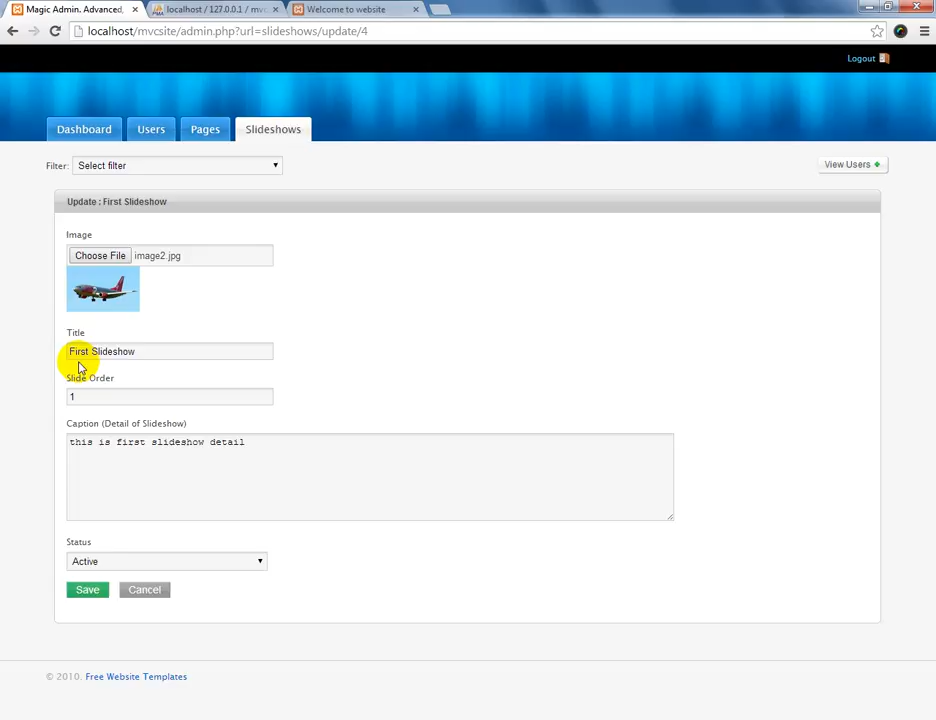 Magic Admin. Advanced,
localhost / 127.0.0.1 / mvc
Welcome to website
localhost/mvcsite/admin.php?url=slideshows/update/4
Logout
Dashboard
Users
Pages
Slideshows
Filter:
Select filter
View Users
Update : First Slideshow
Image
Choose File
image2.jpg
Title
First Slideshow
Slide Order
1
Caption (Detail of Slideshow)
this is first slideshow detail
Status
Active
Save
Cancel
© 2010. Free Website Templates